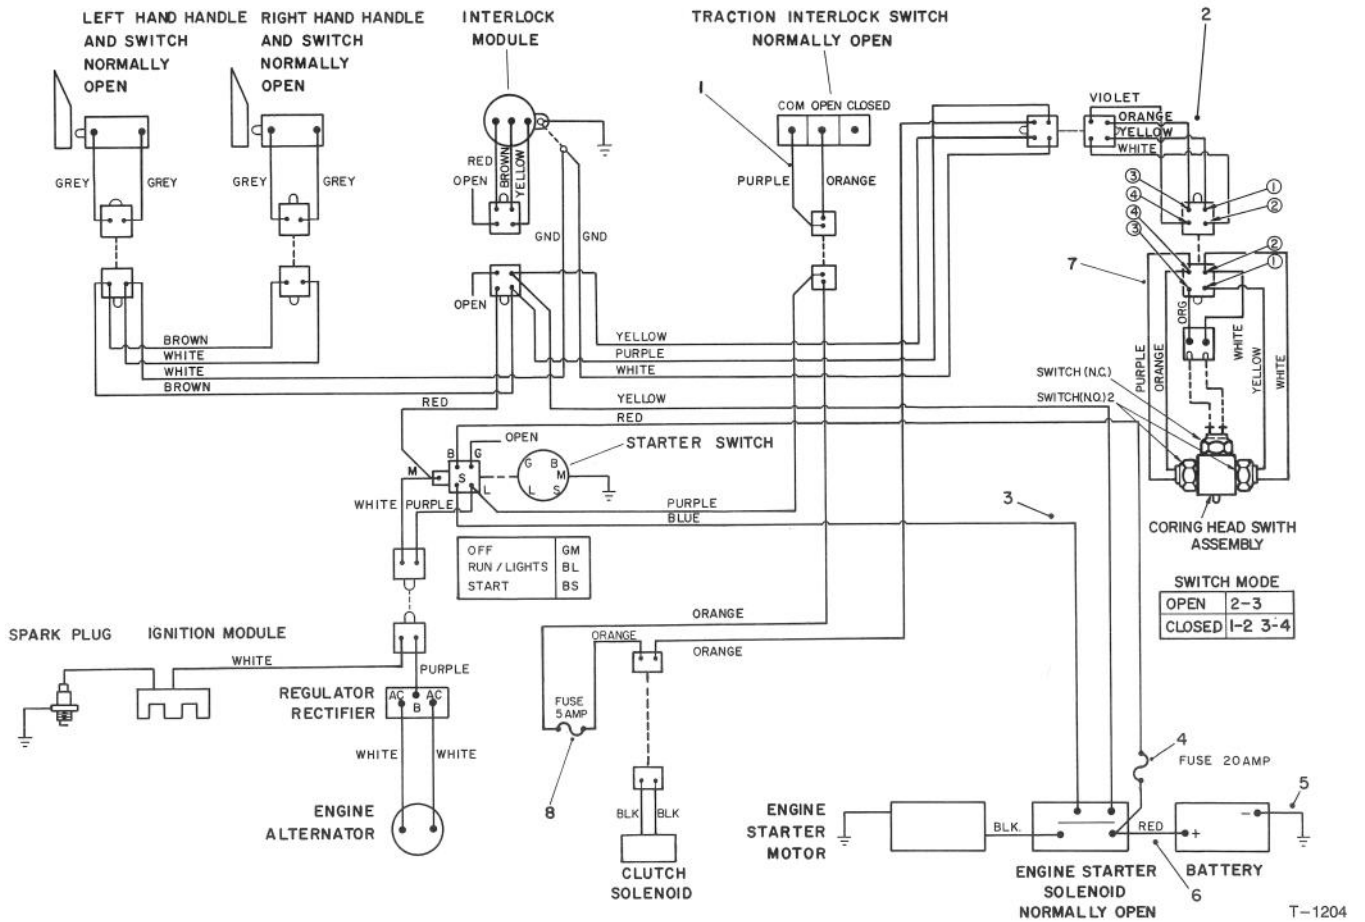 LEFT HAND HANDLE
AND SWITCH
NORMALLY
OPEN
RIGHT HAND HANDLE
AND SWITCH
NORMALLY
OPEN
INTERLOCK
MODULE
TRACTION INTERLOCK SWITCH
NORMALLY OPEN
2
1
COM OPEN CLOSED
VIOLET
ORANGE
YELLOW
WHITE
RED
BROWN
YELLOW
OPEN
GREY
GREY
GREY
GREY
PURPLE
ORANGE
3
4
1
2
GND
GND
4
3
2
1
7
OPEN
ORG
WHITE
PURPLE
ORANGE
YELLOW
WHITE
BROWN
WHITE
WHITE
BROWN
YELLOW
PURPLE
WHITE
SWITCH (N.C.)
SWITCH(N.O.) 2
RED
YELLOW
RED
B
G
OPEN
STARTER SWITCH
M
S
L
G
B
M
L
S
WHITE
PURPLE
PURPLE
BLUE
3
CORING HEAD SWITH
ASSEMBLY
OFF GM
RUN / LIGHTS BL
START BS
SWITCH MODE
OPEN 2-3
CLOSED 1-2 3-4
ORANGE
ORANGE
ORANGE
SPARK PLUG
IGNITION MODULE
WHITE
PURPLE
REGULATOR
RECTIFIER
AC
AC
B
FUSE
5 AMP
8
WHITE
WHITE
4
FUSE 20 AMP
5
ENGINE
ALTERNATOR
BLK
BLK
CLUTCH
SOLENOID
ENGINE
STARTER
MOTOR
BLK.
RED
+
-
6
ENGINE STARTER
SOLENOID
NORMALLY OPEN
BATTERY
T-1204